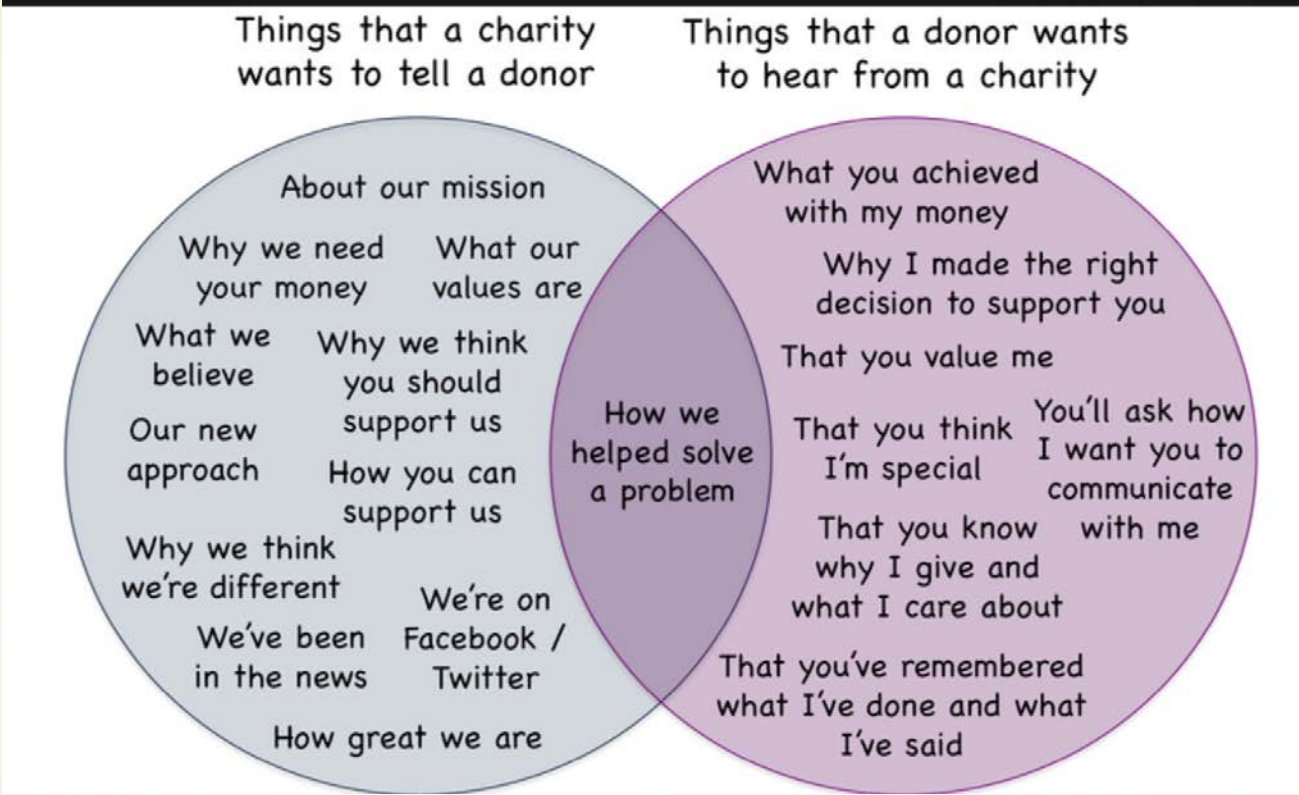 Things that a charity
wants to tell a donor
Things that a donor wants
to hear from a charity
About our mission
Why we need
your money
What our
values are
What we
believe
Why we think
you should
support us
Our new
approach
How you can
support us
Why we think
we're different
We're on
Facebook /
Twitter
We've been
in the news
How great we are
How we
helped solve
a problem
What you achieved
with my money
Why I made the right
decision to support you
That you value me
That you think
I'm special
You'll ask how
I want you to
communicate
with me
That you know
why I give and
what I care about
That you've remembered
what I've done and what
I've said